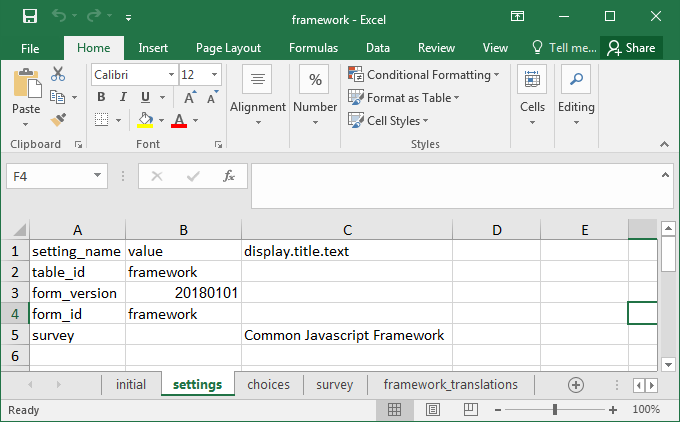 framework - Excel
File Home Insert Page Layout Formulas Data Review View Tell me... Share
Paste Calibri 12 Alignment % Number Conditional Formatting Format as Table Cell Styles Cells Editing
B I U A A
A
Clipboard Font Styles
F4 fx
A B C D E
1 setting_name value display.title.text
2 table_id framework
3 form_version 20180101
4 form_id framework
5 survey Common Javascript Framework
6
initial settings choices survey framework_translations
Ready 100%